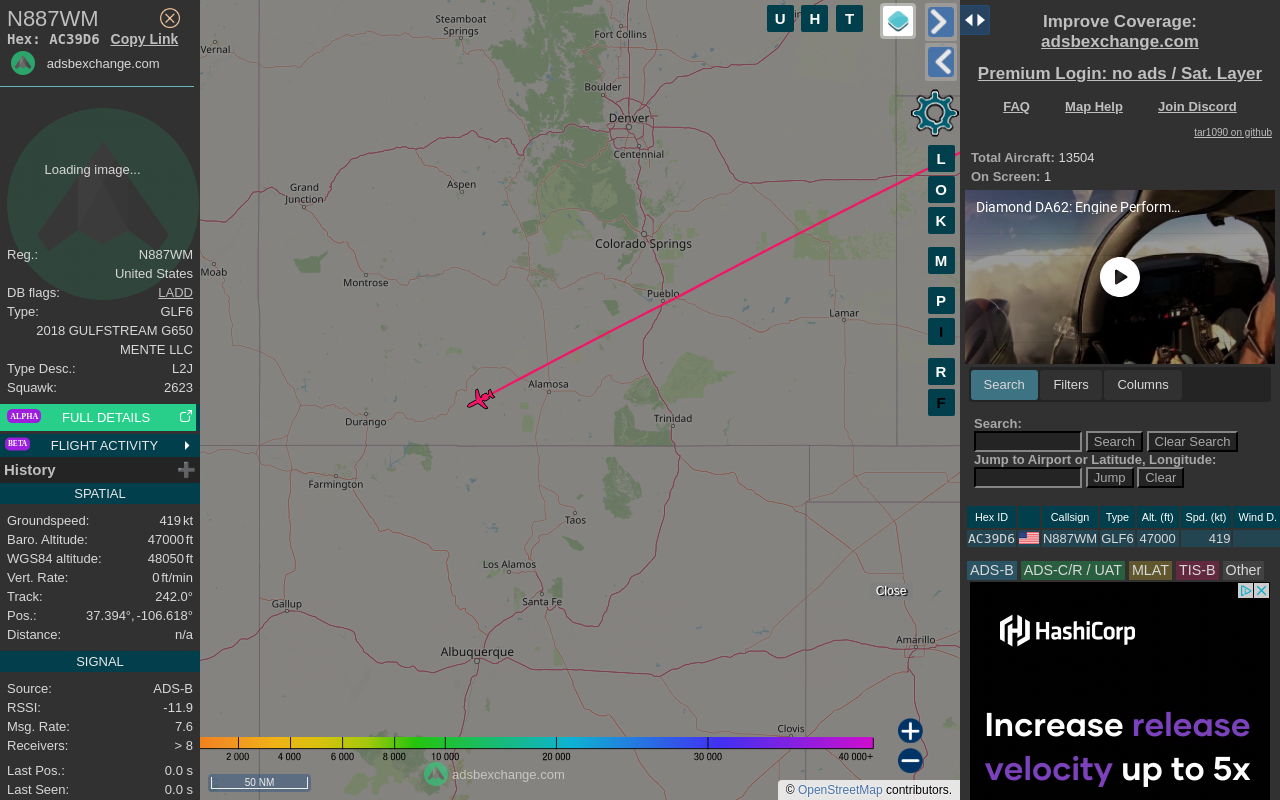 N887WM
Hex: AC39D6 Copy Link
adsbexchange.com
Loading image...
Reg.: N887WM
United States
DB flags: LADD
Type: GLF6
2018 GULFSTREAM G650
MENTE LLC
Type Desc.: L2J
Squawk: 2623
ALPHA FULL DETAILS
BETA FLIGHT ACTIVITY
History
SPATIAL
Groundspeed: 419 kt
Baro. Altitude: 47000 ft
WGS84 altitude: 48050 ft
Vert. Rate: 0 ft/min
Track: 242.0°
Pos.: 37.394°, -106.618°
Distance: n/a
SIGNAL
Source: ADS-B
RSSI: -11.9
Msg. Rate: 7.6
Receivers: > 8
Last Pos.: 0.0 s
Last Seen: 0.0 s
Steamboat
Springs
Vernal
Fort Collins
Boulder
Denver
Centennial
Grand
Junction
Aspen
Colorado Springs
Moab
Montrose
Pueblo
Lamar
Alamosa
Durango
Trinidad
Farmington
Taos
Los Alamos
Santa Fe
Gallup
Albuquerque
Amarillo
Clovis
U H T
L
O
K
M
P
I
R
F
Close
2 000 4 000 6 000 8 000 10 000 20 000 30 000 40 000+
50 NM
adsbexchange.com
© OpenStreetMap contributors.
Improve Coverage:
adsbexchange.com
Premium Login: no ads / Sat. Layer
FAQ Map Help Join Discord
tar1090 on github
Total Aircraft: 13504
On Screen: 1
Diamond DA62: Engine Perform...
Search Filters Columns
Search:
Search Clear Search
Jump to Airport or Latitude, Longitude:
Jump Clear
Hex ID Callsign Type Alt. (ft) Spd. (kt) Wind D.
AC39D6 N887WM GLF6 47000 419
ADS-B ADS-C/R / UAT MLAT TIS-B Other
HashiCorp
Increase release
velocity up to 5x